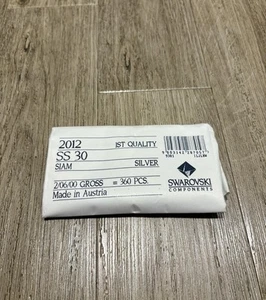 2012 1ST QUALITY
SS 30
SIAM SILVER
2/06/00 GROSS = 360 PCS.
Made in Austria
SWAROVSKI
COMPONENTS